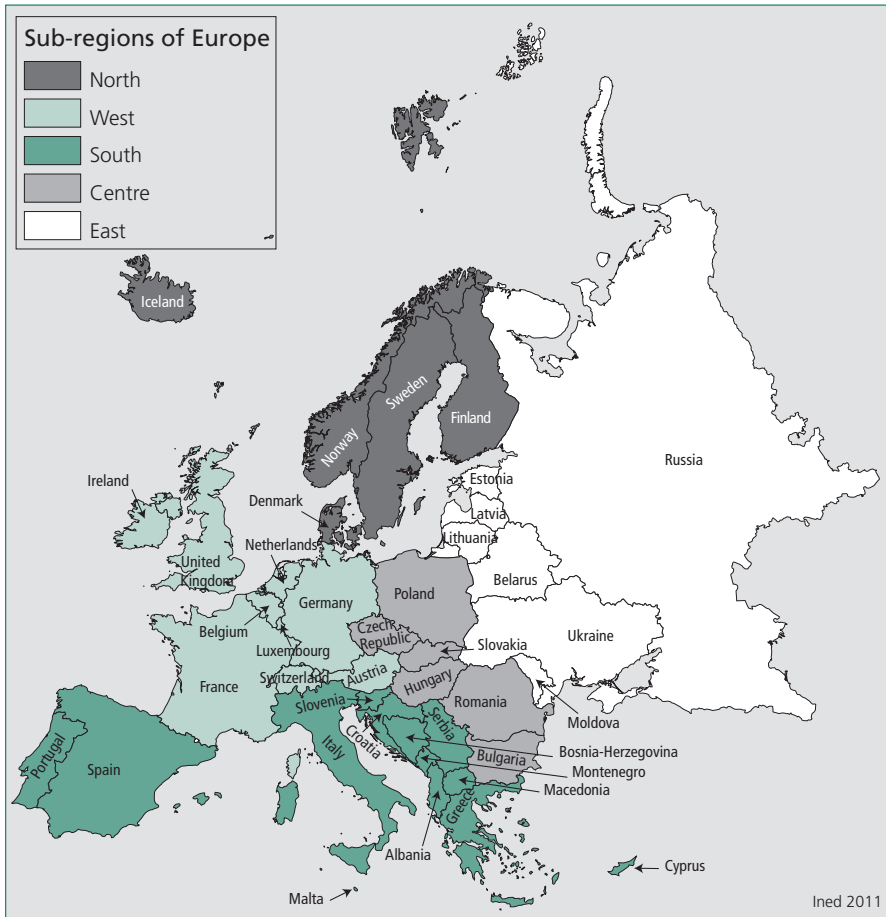 Sub-regions of Europe
North
West
South
Centre
East
Iceland
Norway
Sweden
Finland
Russia
Estonia
Latvia
Lithuania
Ireland
Denmark
Netherlands
United
Kingdom
Belarus
Poland
Germany
Belgium
Czech
Republic
Slovakia
Ukraine
Luxembourg
Switzerland
Austria
France
Hungary
Slovenia
Romania
Moldova
Croatia
Serbia
Bosnia-Herzegovina
Bulgaria
Montenegro
Macedonia
Portugal
Spain
Italy
Greece
Albania
Cyprus
Malta
Ined 2011